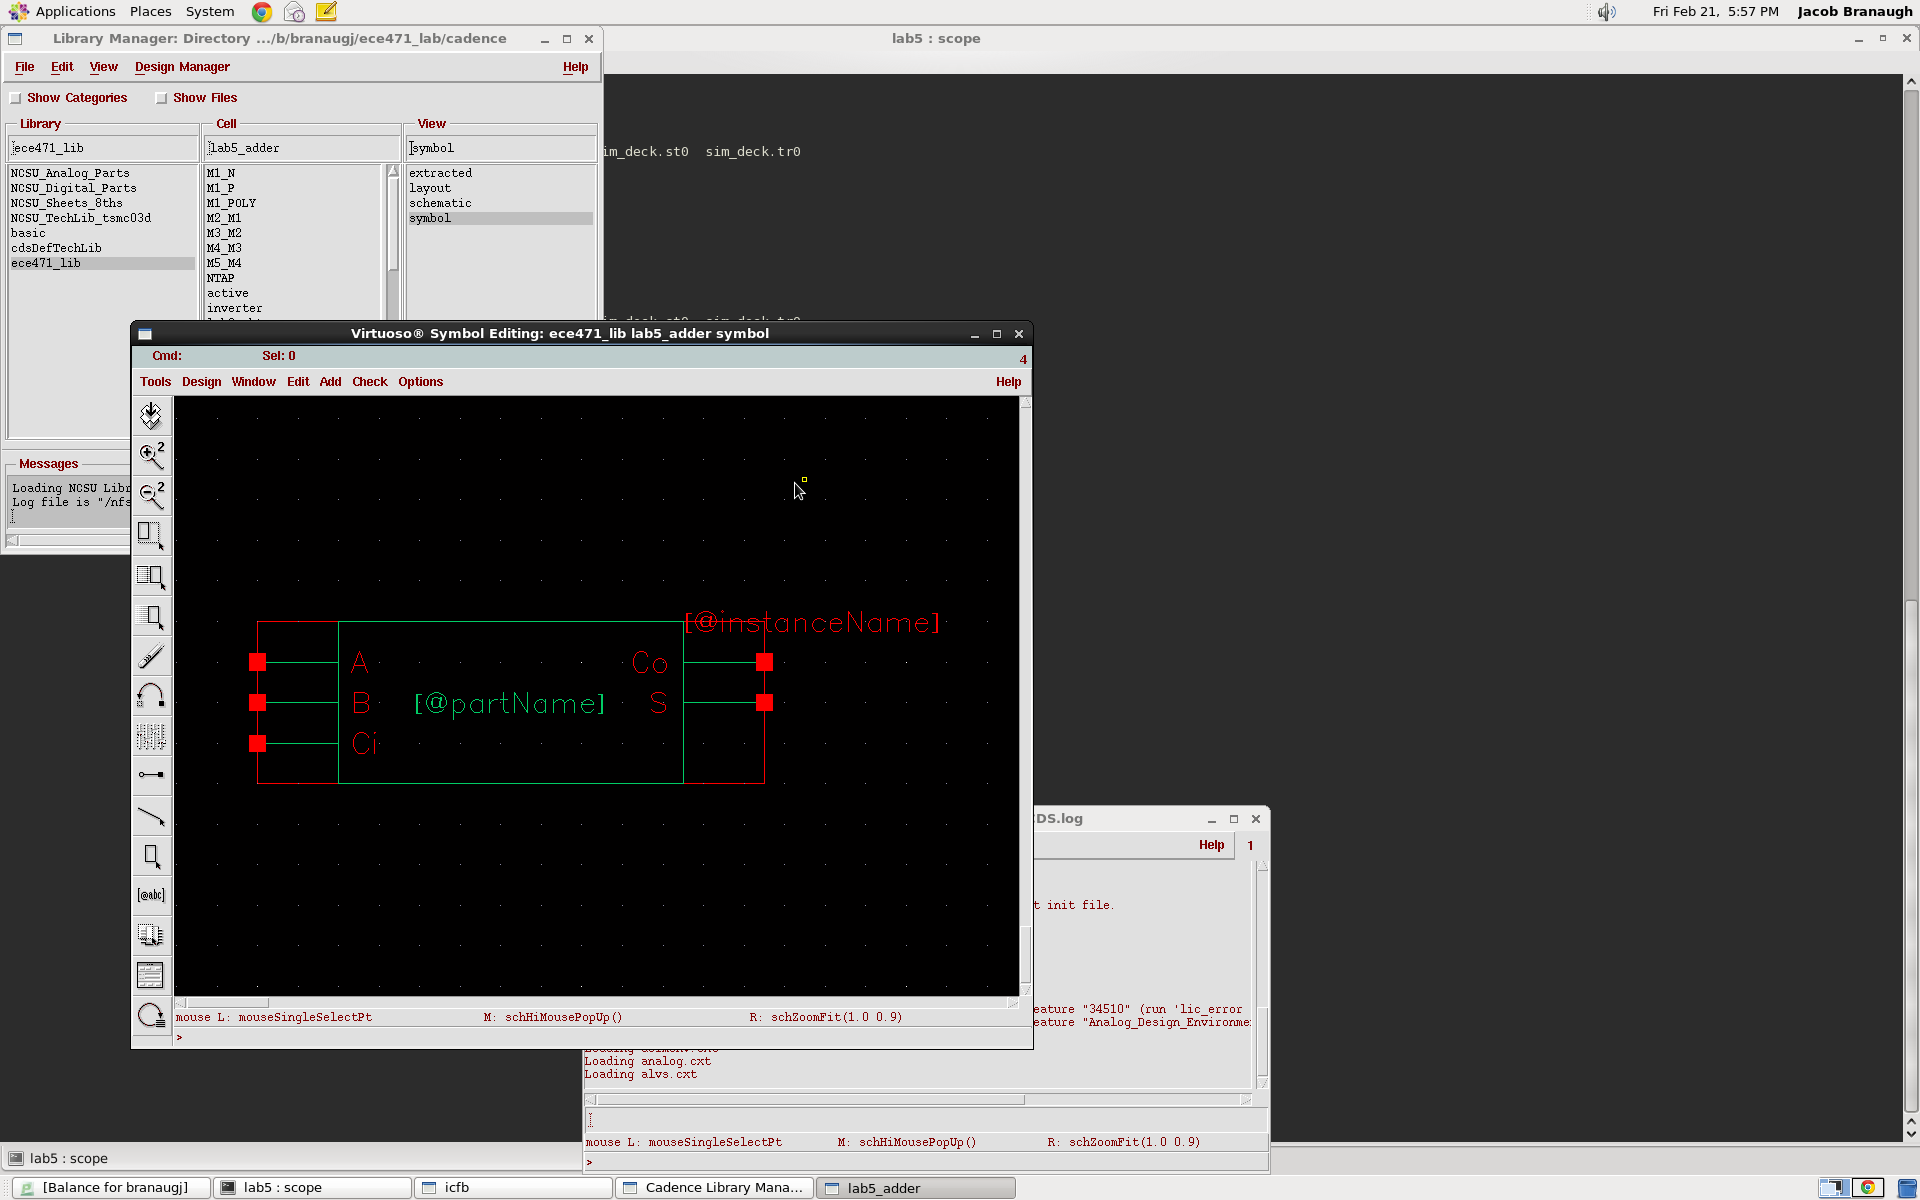 Applications Places System
Fri Feb 21, 5:57 PM Jacob Branaugh
Library Manager: Directory .../b/branaugj/ece471_lab/cadence
lab5 : scope
File Edit View Design Manager Help
Show Categories Show Files
Library Cell View
ece471_lib lab5_adder symbol
NCSU_Analog_Parts
NCSU_Digital_Parts
NCSU_Sheets_8ths
NCSU_TechLib_tsmc03d
basic
cdsDefTechLib
ece471_lib
M1_N
M1_P
M1_POLY
M2_M1
M3_M2
M4_M3
M5_M4
NTAP
active
inverter
extracted
layout
schematic
symbol
im_deck.st0 sim_deck.tr0
im_deck.st0 sim_deck.tr0
Messages
Loading NCSU Libr
Log file is "/nfs
Virtuoso® Symbol Editing: ece471_lib lab5_adder symbol
Cmd: Sel: 0 4
Tools Design Window Edit Add Check Options Help
2
2
[@abc]
[@instanceName]
A Co
B [@partName] S
Ci
mouse L: mouseSingleSelectPt M: schHiMousePopUp() R: schZoomFit(1.0 0.9)
>
DS.log
Help 1
t init file.
eature "34510" (run 'lic_error
eature "Analog_Design_Environme
Loading analog.cxt
Loading alvs.cxt
mouse L: mouseSingleSelectPt M: schHiMousePopUp() R: schZoomFit(1.0 0.9)
>
lab5 : scope
[Balance for branaugj] lab5 : scope icfb Cadence Library Mana... lab5_adder